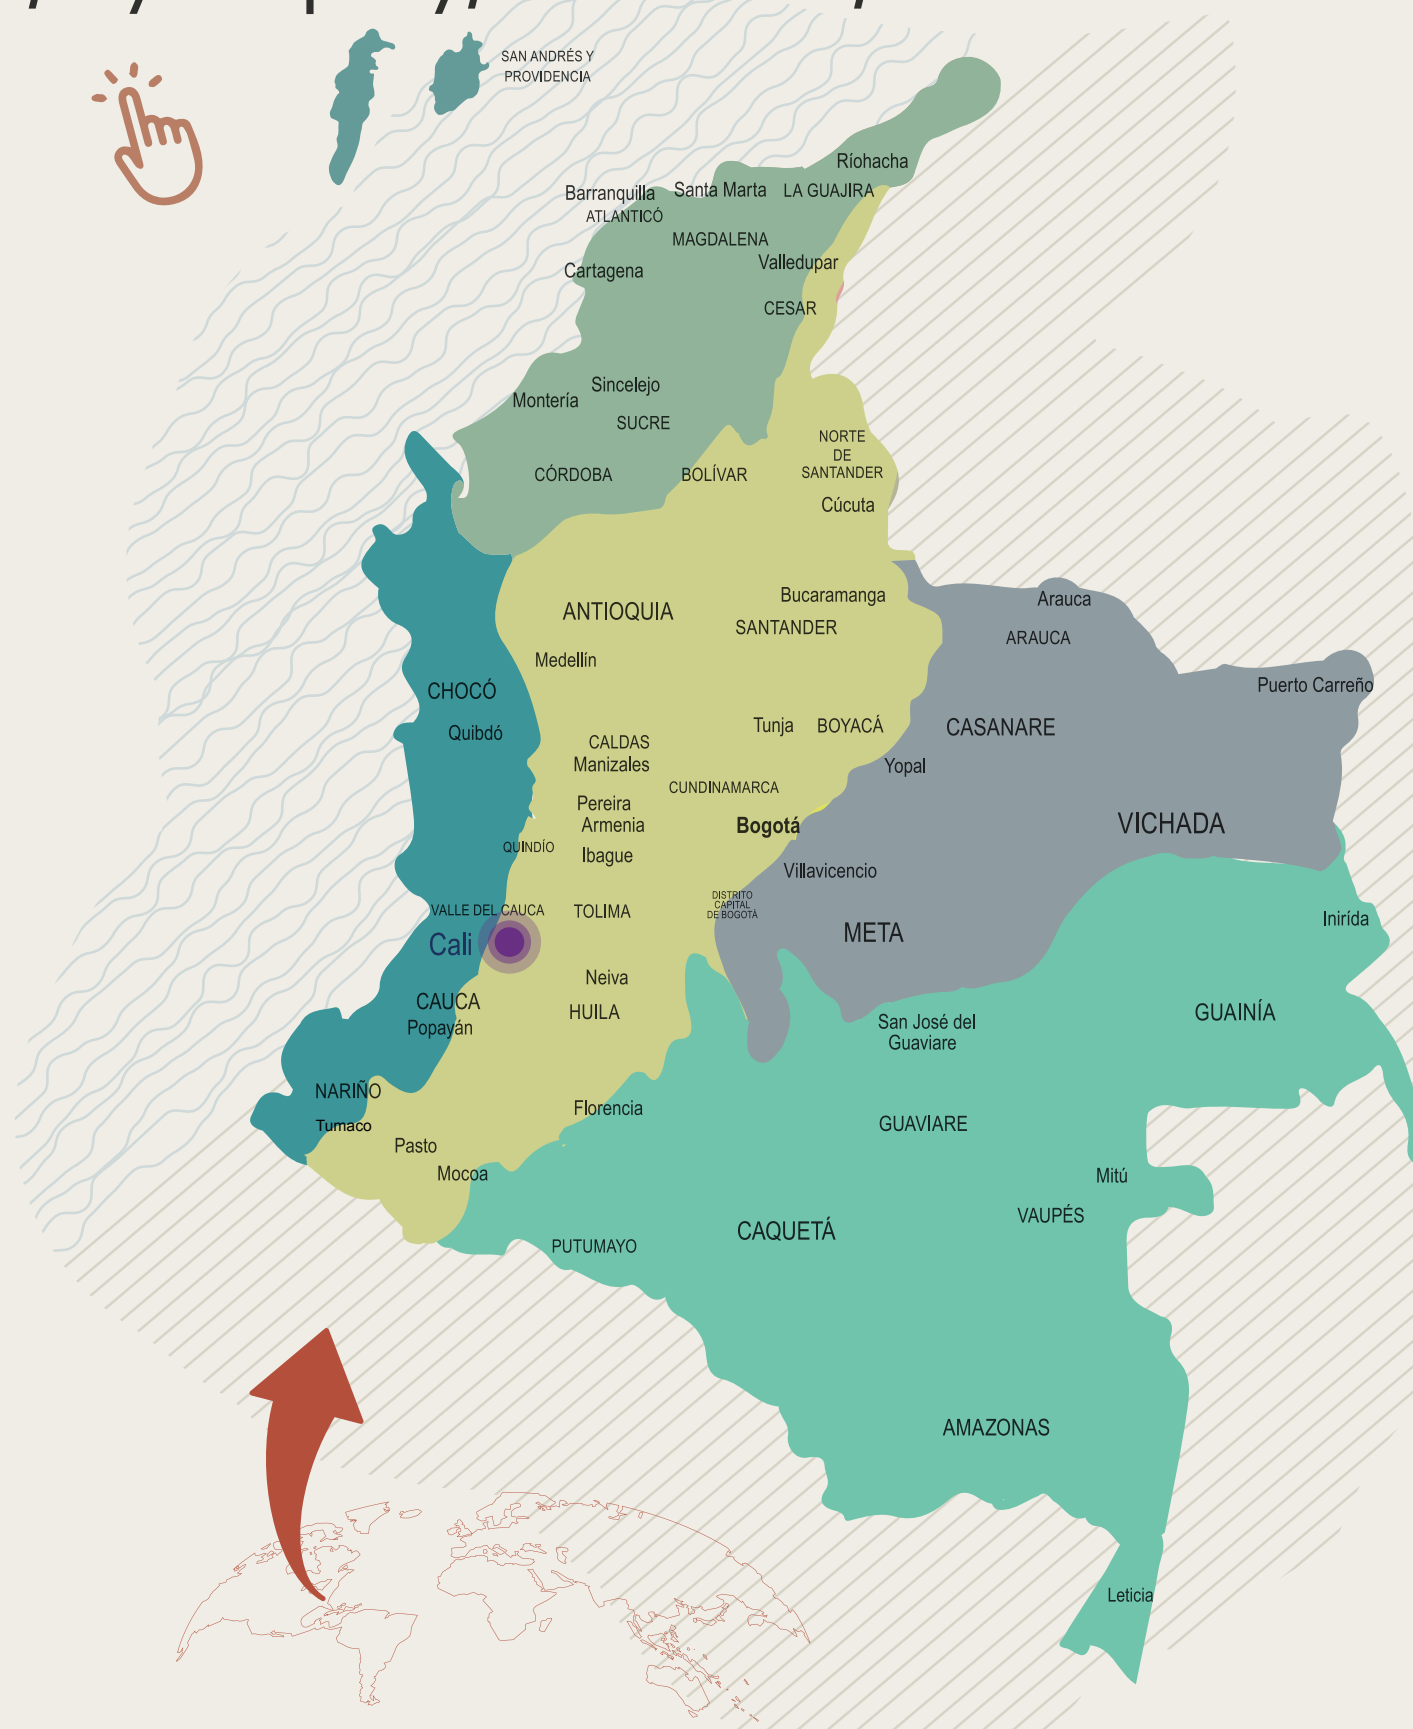 SAN ANDRÉS Y
PROVIDENCIA
Ríohacha
Barranquilla
Santa Marta
LA GUAJIRA
ATLANTICÓ
MAGDALENA
Cartagena
Valledupar
CESAR
Sincelejo
Montería
SUCRE
NORTE
DE
SANTANDER
CÓRDOBA
BOLÍVAR
Cúcuta
Bucaramanga
Arauca
ANTIOQUIA
SANTANDER
ARAUCA
Medellín
CHOCÓ
Puerto Carreño
Quibdó
Tunja
BOYACÁ
CASANARE
CALDAS
Manizales
Yopal
CUNDINAMARCA
Pereira
Armenia
Bogotá
VICHADA
QUINDÍO
Ibague
Villavicencio
DISTRITO
CAPITAL
DE BOGOTÁ
VALLE DEL CAUCA
TOLIMA
Inirída
Cali
META
Neiva
CAUCA
HUILA
GUAINÍA
Popayán
San José del
Guaviare
NARIÑO
Florencia
Tumaco
GUAVIARE
Pasto
Mocoa
Mitú
VAUPÉS
CAQUETÁ
PUTUMAYO
AMAZONAS
Leticia